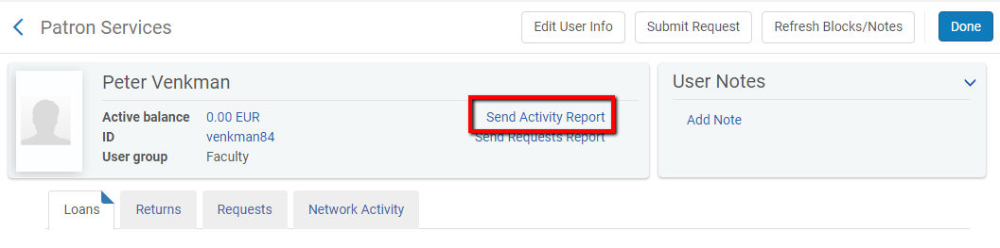 Patron Services
Edit User Info
Submit Request
Refresh Blocks/Notes
Done
Peter Venkman
Active balance 0.00 EUR
Send Activity Report
ID venkman84
Send Requests Report
User group Faculty
User Notes
Add Note
Loans
Returns
Requests
Network Activity